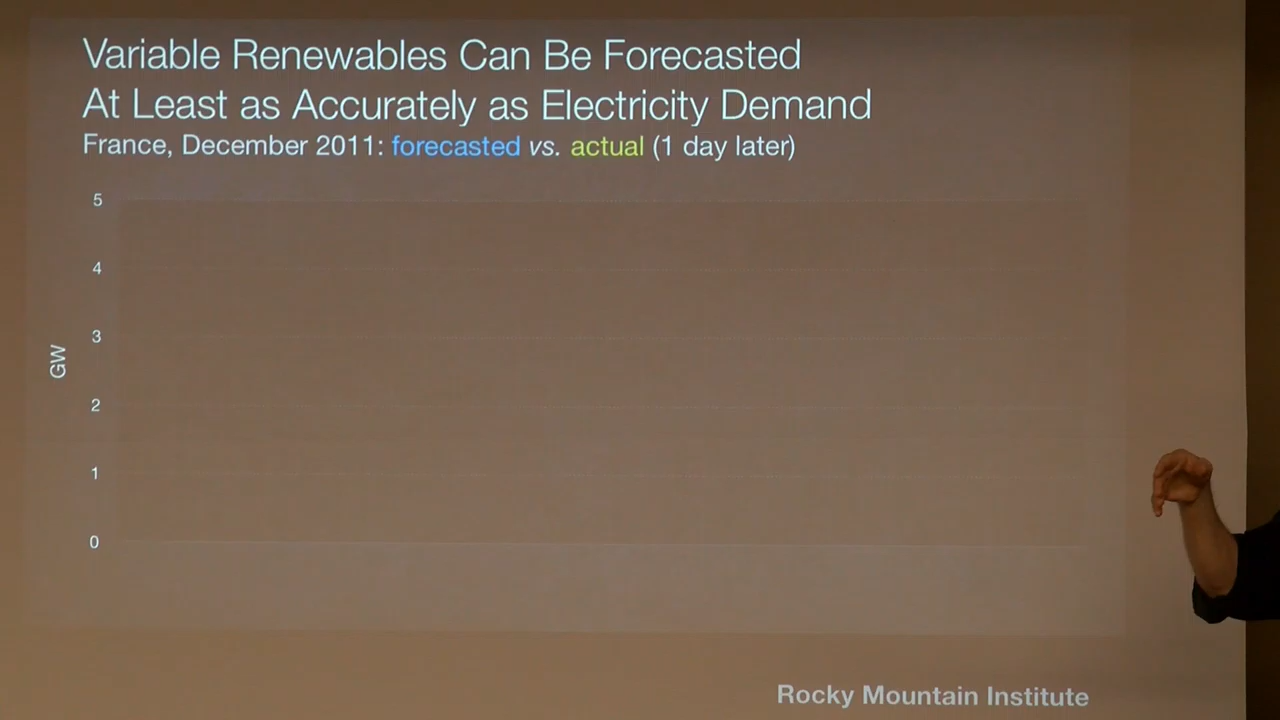 Variable Renewables Can Be Forecasted
At Least as Accurately as Electricity Demand
France, December 2011: forecasted vs. actual (1 day later)
5
4
3
GW
2
1
0
Rocky Mountain Institute